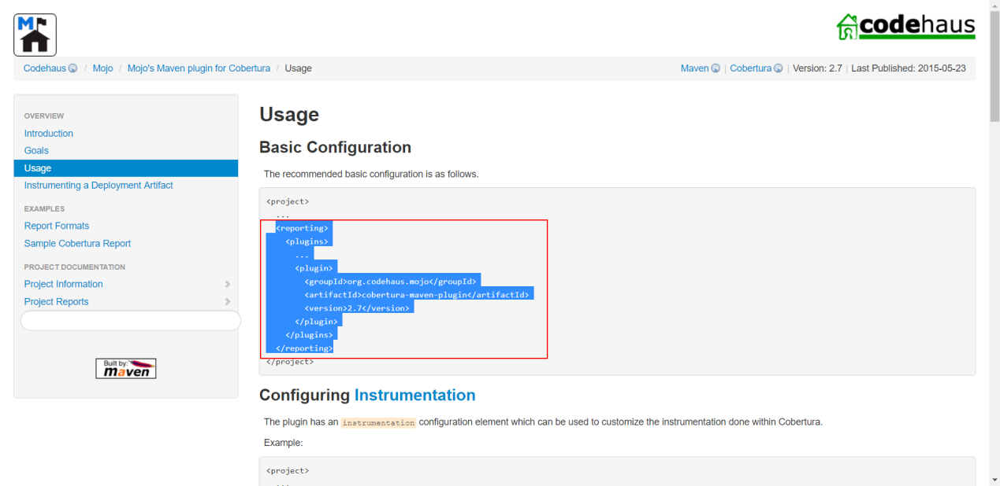 M
codehaus
Codehaus / Mojo / Mojo's Maven plugin for Cobertura / Usage
Maven | Cobertura | Version: 2.7 | Last Published: 2015-05-23
OVERVIEW
Introduction
Goals
Usage
Instrumenting a Deployment Artifact
EXAMPLES
Report Formats
Sample Cobertura Report
PROJECT DOCUMENTATION
Project Information
Project Reports
Built by:
maven
Usage
Basic Configuration
The recommended basic configuration is as follows.
<project>
...
<reporting>
<plugins>
...
<plugin>
<groupId>org.codehaus.mojo</groupId>
<artifactId>cobertura-maven-plugin</artifactId>
<version>2.7</version>
</plugin>
</plugins>
</reporting>
</project>
Configuring Instrumentation
The plugin has an instrumentation configuration element which can be used to customize the instrumentation done within Cobertura.
Example:
<project>
...